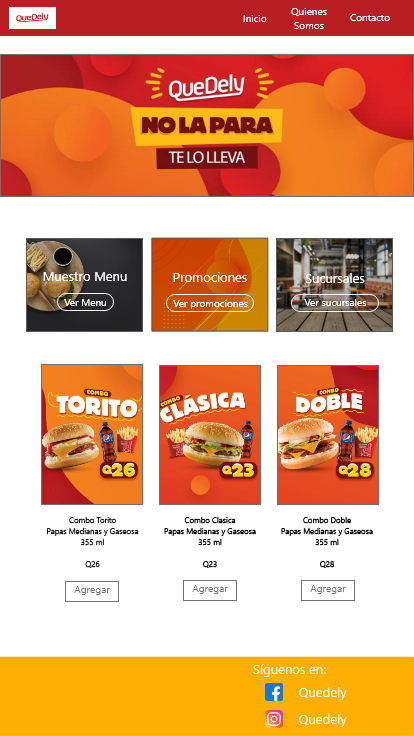 QueDely
Inicio
Quienes
Somos
Contacto
QueDely
NO LA PARA
TE LO LLEVA
Muestro Menu
Ver Menu
Promociones
Ver promociones
Sucursales
Ver sucursales
COMBO
TORITO
Q26
COMBO
CLÁSICA
Q23
COMBO
DOBLE
Q28
Combo Torito
Papas Medianas y Gaseosa
355 ml
Q26
Agregar
Combo Clasica
Papas Medianas y Gaseosa
355 ml
Q23
Agregar
Combo Doble
Papas Medianas y Gaseosa
355 ml
Q28
Agregar
Síguenos en:
Quedely
Quedely